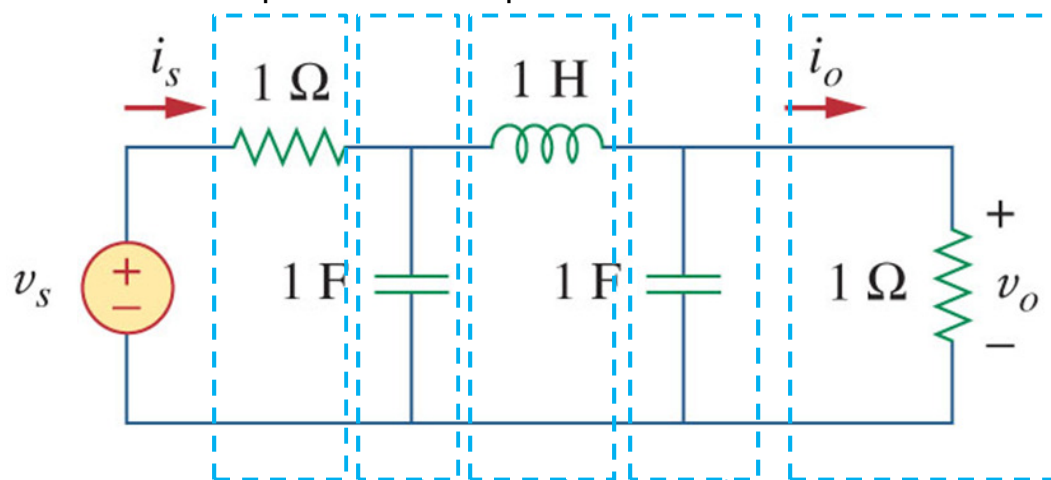 i_s
1 Ω
1 H
i_o
+
v_s
+
−
1 F
1 F
1 Ω
v_o
−